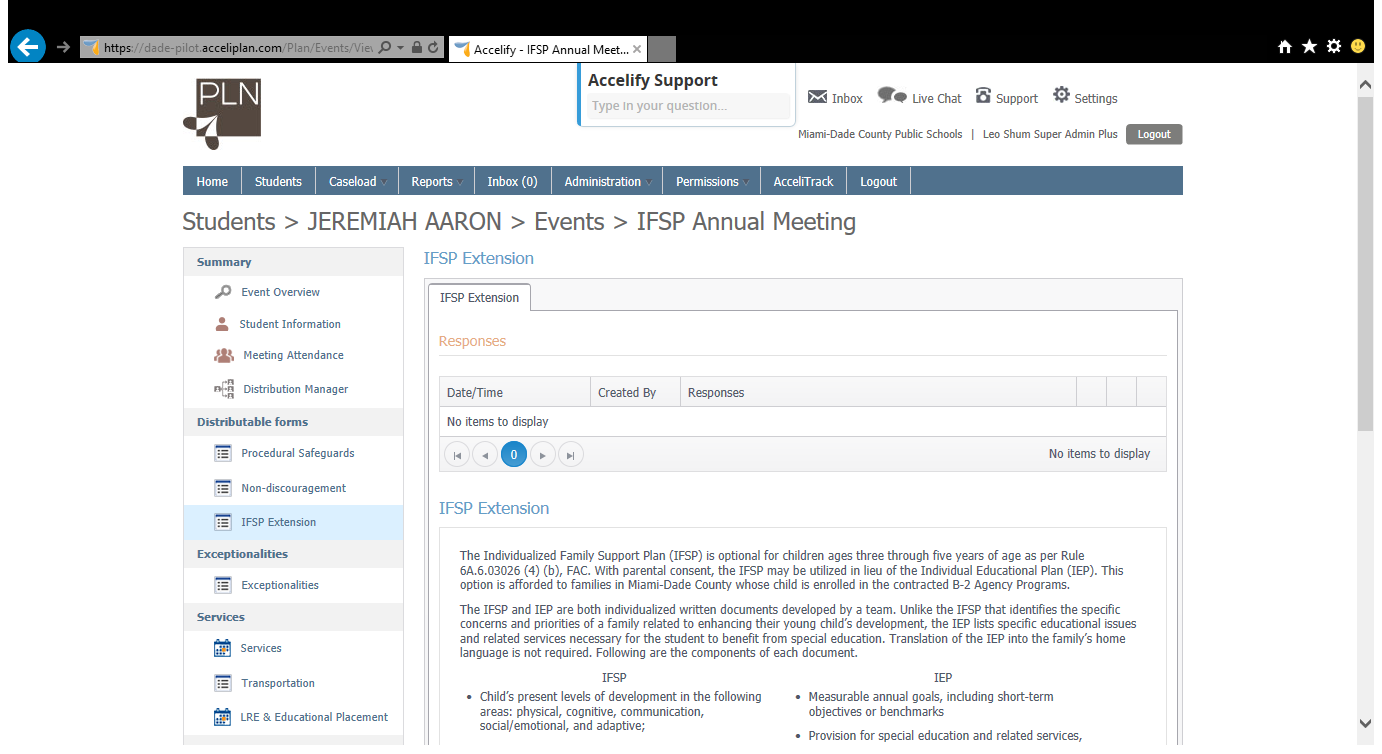 https://dade-pilot.acceliplan.com/Plan/Events/Viev
Accelify - IFSP Annual Meet...
PLN
Accelify Support
Type in your question...
Inbox
Live Chat
Support
Settings
Miami-Dade County Public Schools | Leo Shum Super Admin Plus
Logout
Home Students Caseload Reports Inbox (0) Administration Permissions AcceliTrack Logout
Students > JEREMIAH AARON > Events > IFSP Annual Meeting
Summary
Event Overview
Student Information
Meeting Attendance
Distribution Manager
Distributable forms
Procedural Safeguards
Non-discouragement
IFSP Extension
Exceptionalities
Exceptionalities
Services
Services
Transportation
LRE & Educational Placement
IFSP Extension
IFSP Extension
Responses
Date/Time Created By Responses
No items to display
0
No items to display
IFSP Extension
The Individualized Family Support Plan (IFSP) is optional for children ages three through five years of age as per Rule
6A.6.03026 (4) (b), FAC. With parental consent, the IFSP may be utilized in lieu of the Individual Educational Plan (IEP). This
option is afforded to families in Miami-Dade County whose child is enrolled in the contracted B-2 Agency Programs.
The IFSP and IEP are both individualized written documents developed by a team. Unlike the IFSP that identifies the specific
concerns and priorities of a family related to enhancing their young child's development, the IEP lists specific educational issues
and related services necessary for the student to benefit from special education. Translation of the IEP into the family's home
language is not required. Following are the components of each document.
IFSP
• Child's present levels of development in the following
areas: physical, cognitive, communication,
social/emotional, and adaptive;
IEP
• Measurable annual goals, including short-term
objectives or benchmarks
• Provision for special education and related services,